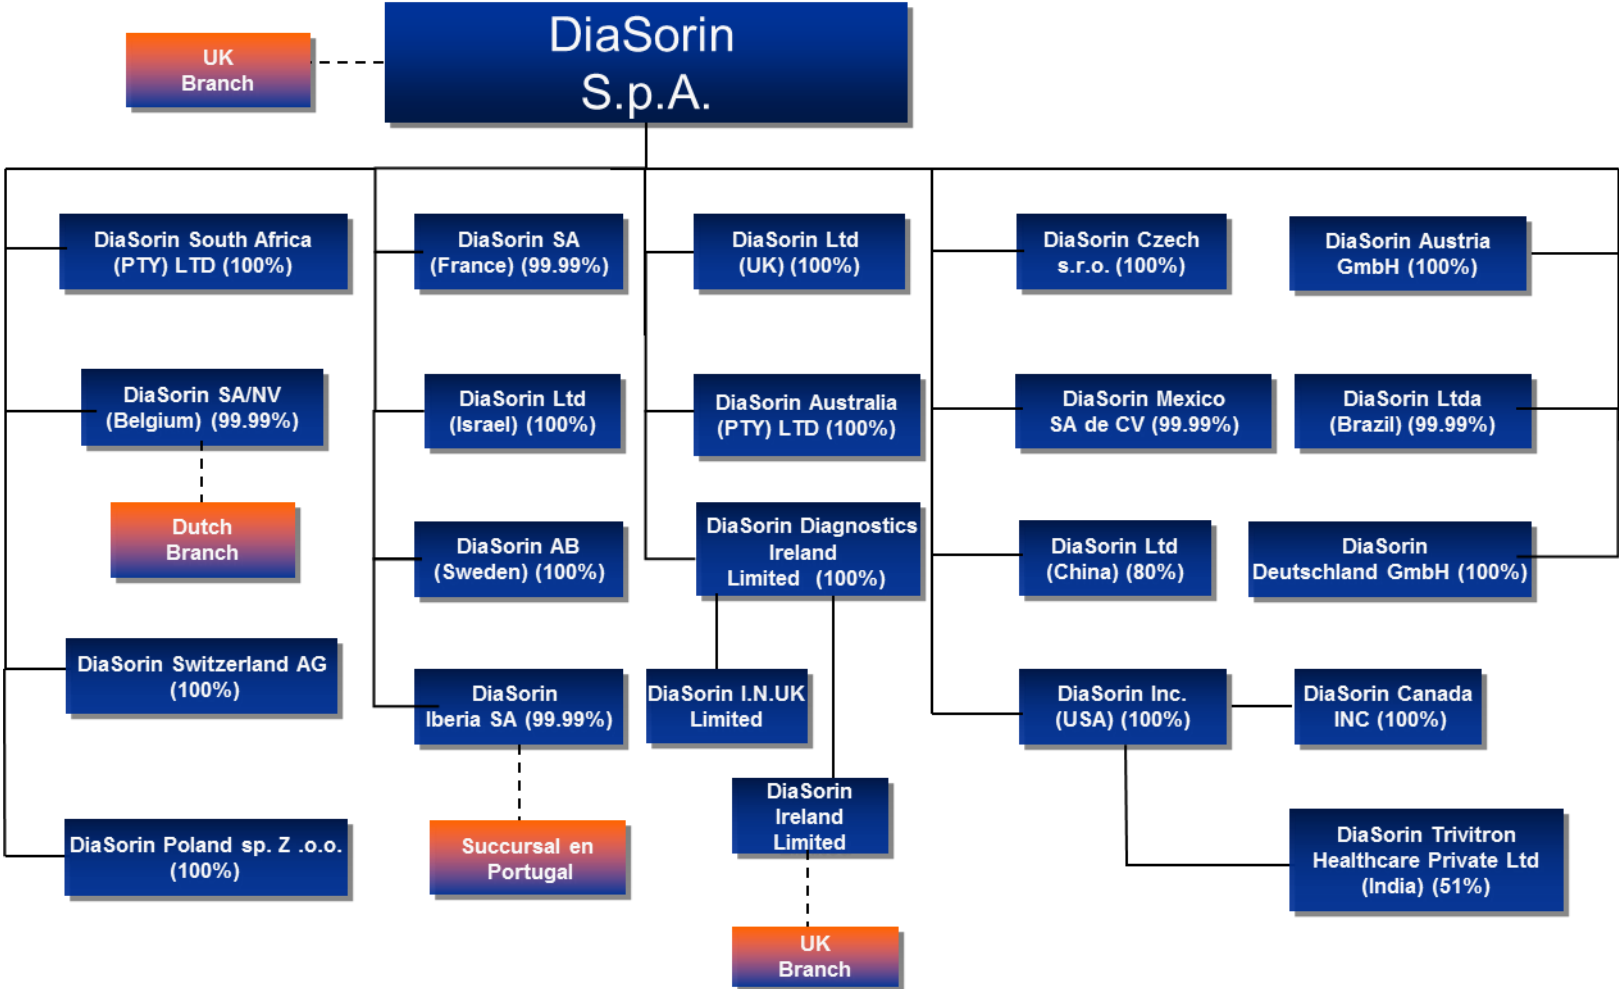 DiaSorin
S.p.A.
UK
Branch
DiaSorin South Africa
(PTY) LTD (100%)
DiaSorin SA
(France) (99.99%)
DiaSorin Ltd
(UK) (100%)
DiaSorin Czech
s.r.o. (100%)
DiaSorin Austria
GmbH (100%)
DiaSorin SA/NV
(Belgium) (99.99%)
DiaSorin Ltd
(Israel) (100%)
DiaSorin Australia
(PTY) LTD (100%)
DiaSorin Mexico
SA de CV (99.99%)
DiaSorin Ltda
(Brazil) (99.99%)
Dutch
Branch
DiaSorin AB
(Sweden) (100%)
DiaSorin Diagnostics
Ireland
Limited (100%)
DiaSorin Ltd
(China) (80%)
DiaSorin
Deutschland GmbH (100%)
DiaSorin Switzerland AG
(100%)
DiaSorin
Iberia SA (99.99%)
DiaSorin I.N.UK
Limited
DiaSorin Inc.
(USA) (100%)
DiaSorin Canada
INC (100%)
DiaSorin Poland sp. Z .o.o.
(100%)
Succursal en
Portugal
DiaSorin
Ireland
Limited
DiaSorin Trivitron
Healthcare Private Ltd
(India) (51%)
UK
Branch